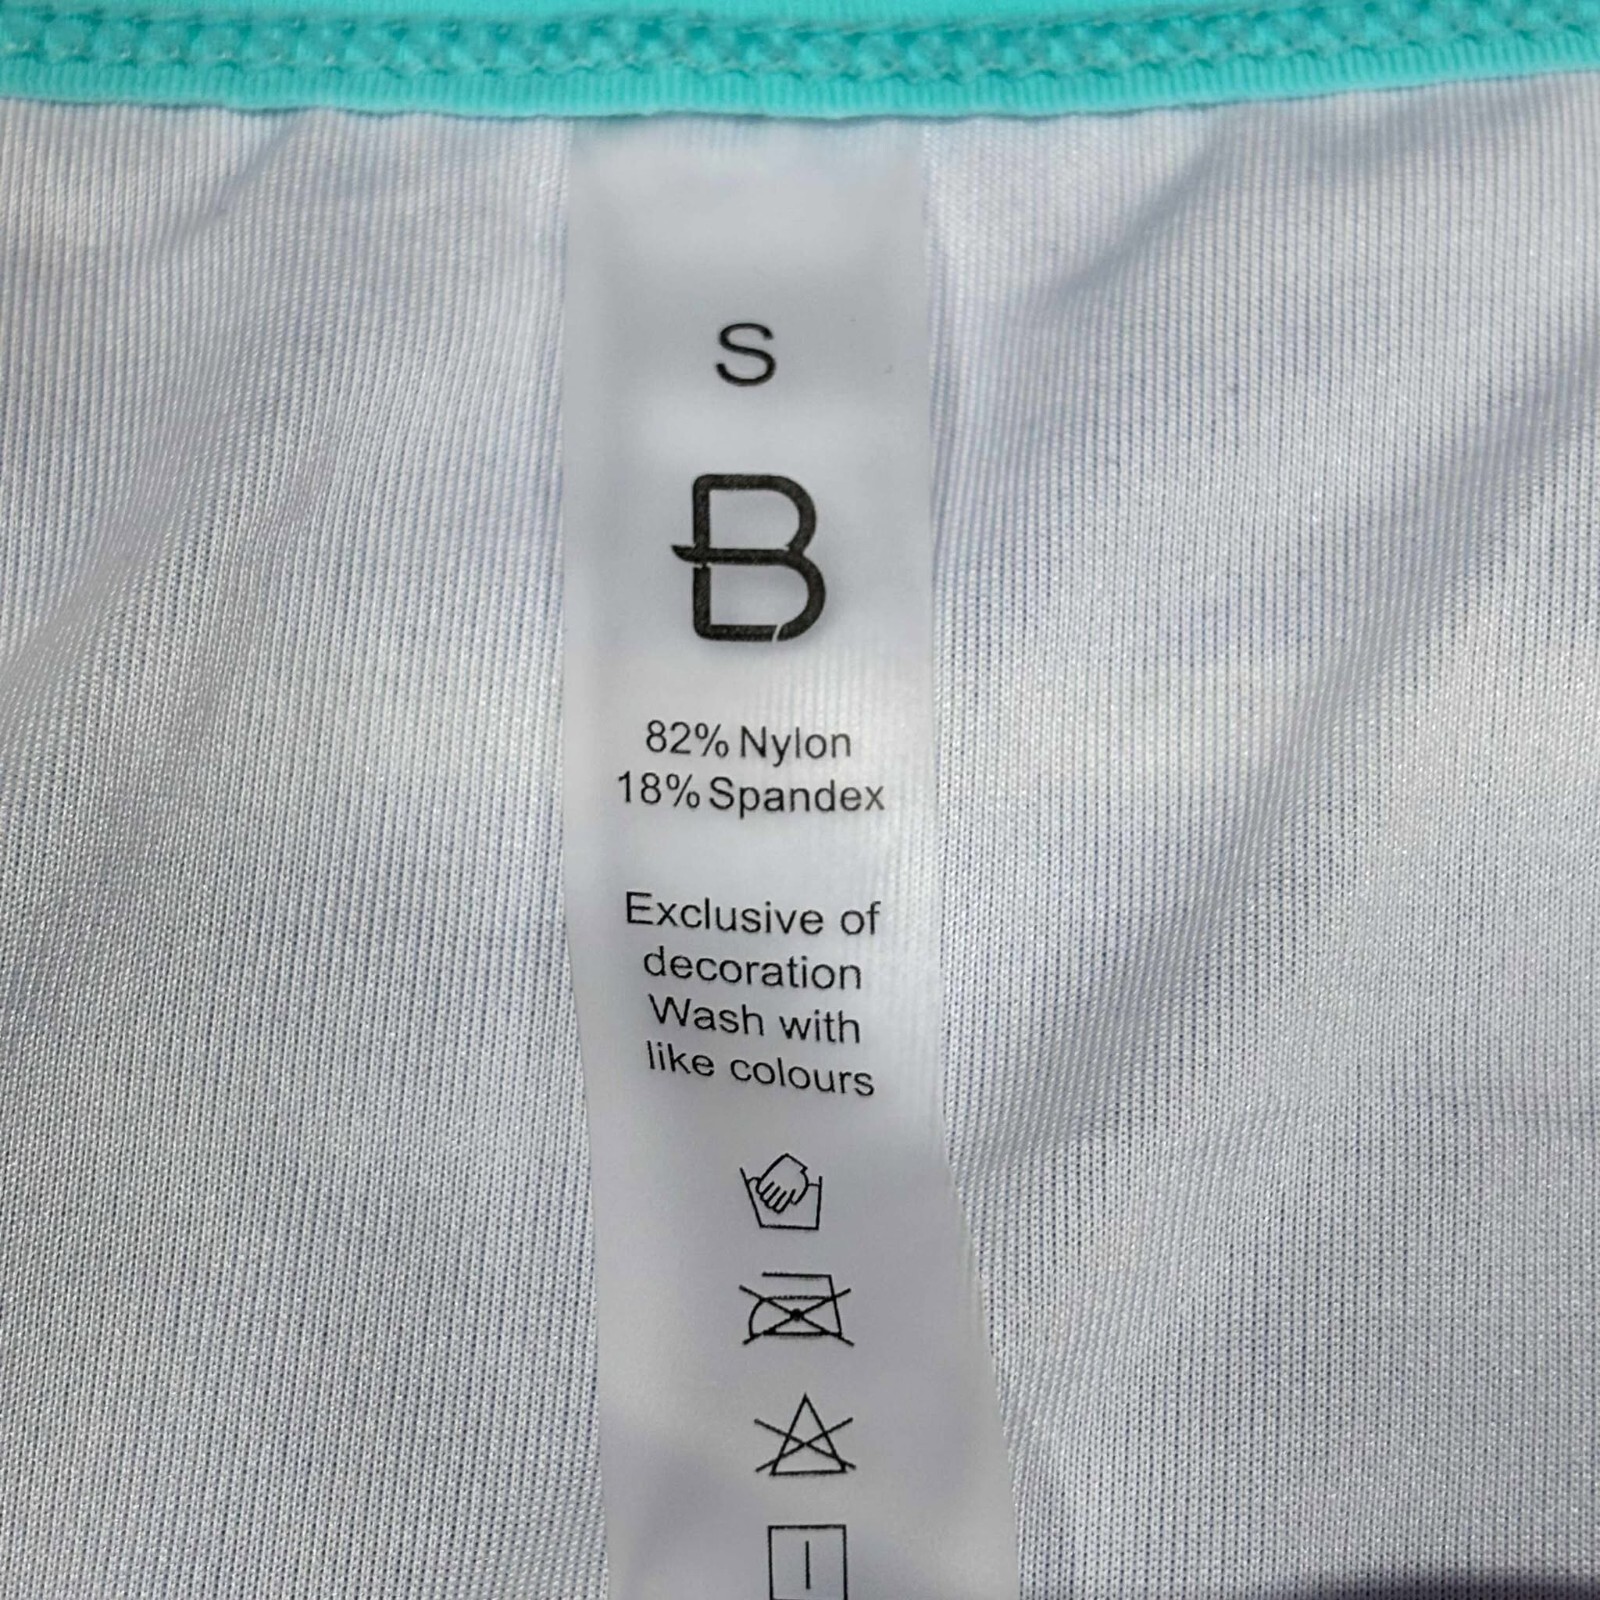 S
B
82% Nylon
18% Spandex
Exclusive of
decoration
Wash with
like colours